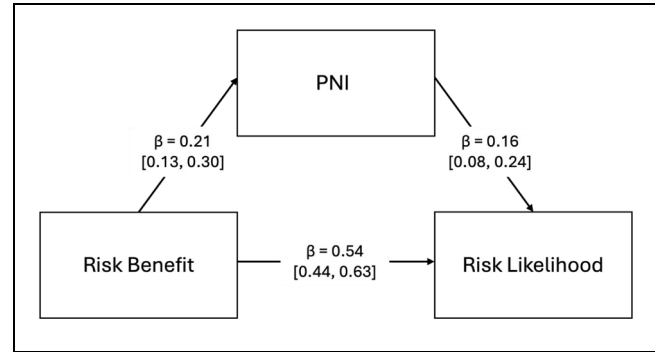 PNI
β = 0.21
[0.13, 0.30]
β = 0.16
[0.08, 0.24]
Risk Benefit
β = 0.54
[0.44, 0.63]
Risk Likelihood